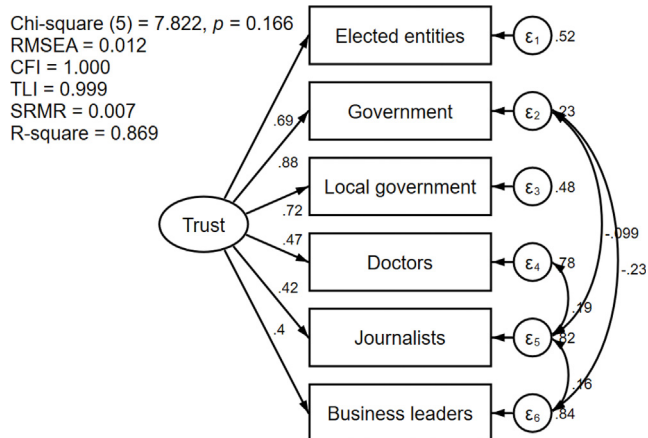 Chi-square (5) = 7.822, p = 0.166
RMSEA = 0.012
CFI = 1.000
TLI = 0.999
SRMR = 0.007
R-square = 0.869
Elected entities
ε1
.52
Government
ε2
.23
Local government
ε3
.48
Doctors
ε4
.78
Journalists
ε5
.82
Business leaders
ε6
.84
Trust
.69
.88
.72
.47
.42
.4
-.099
-.23
.19
.16